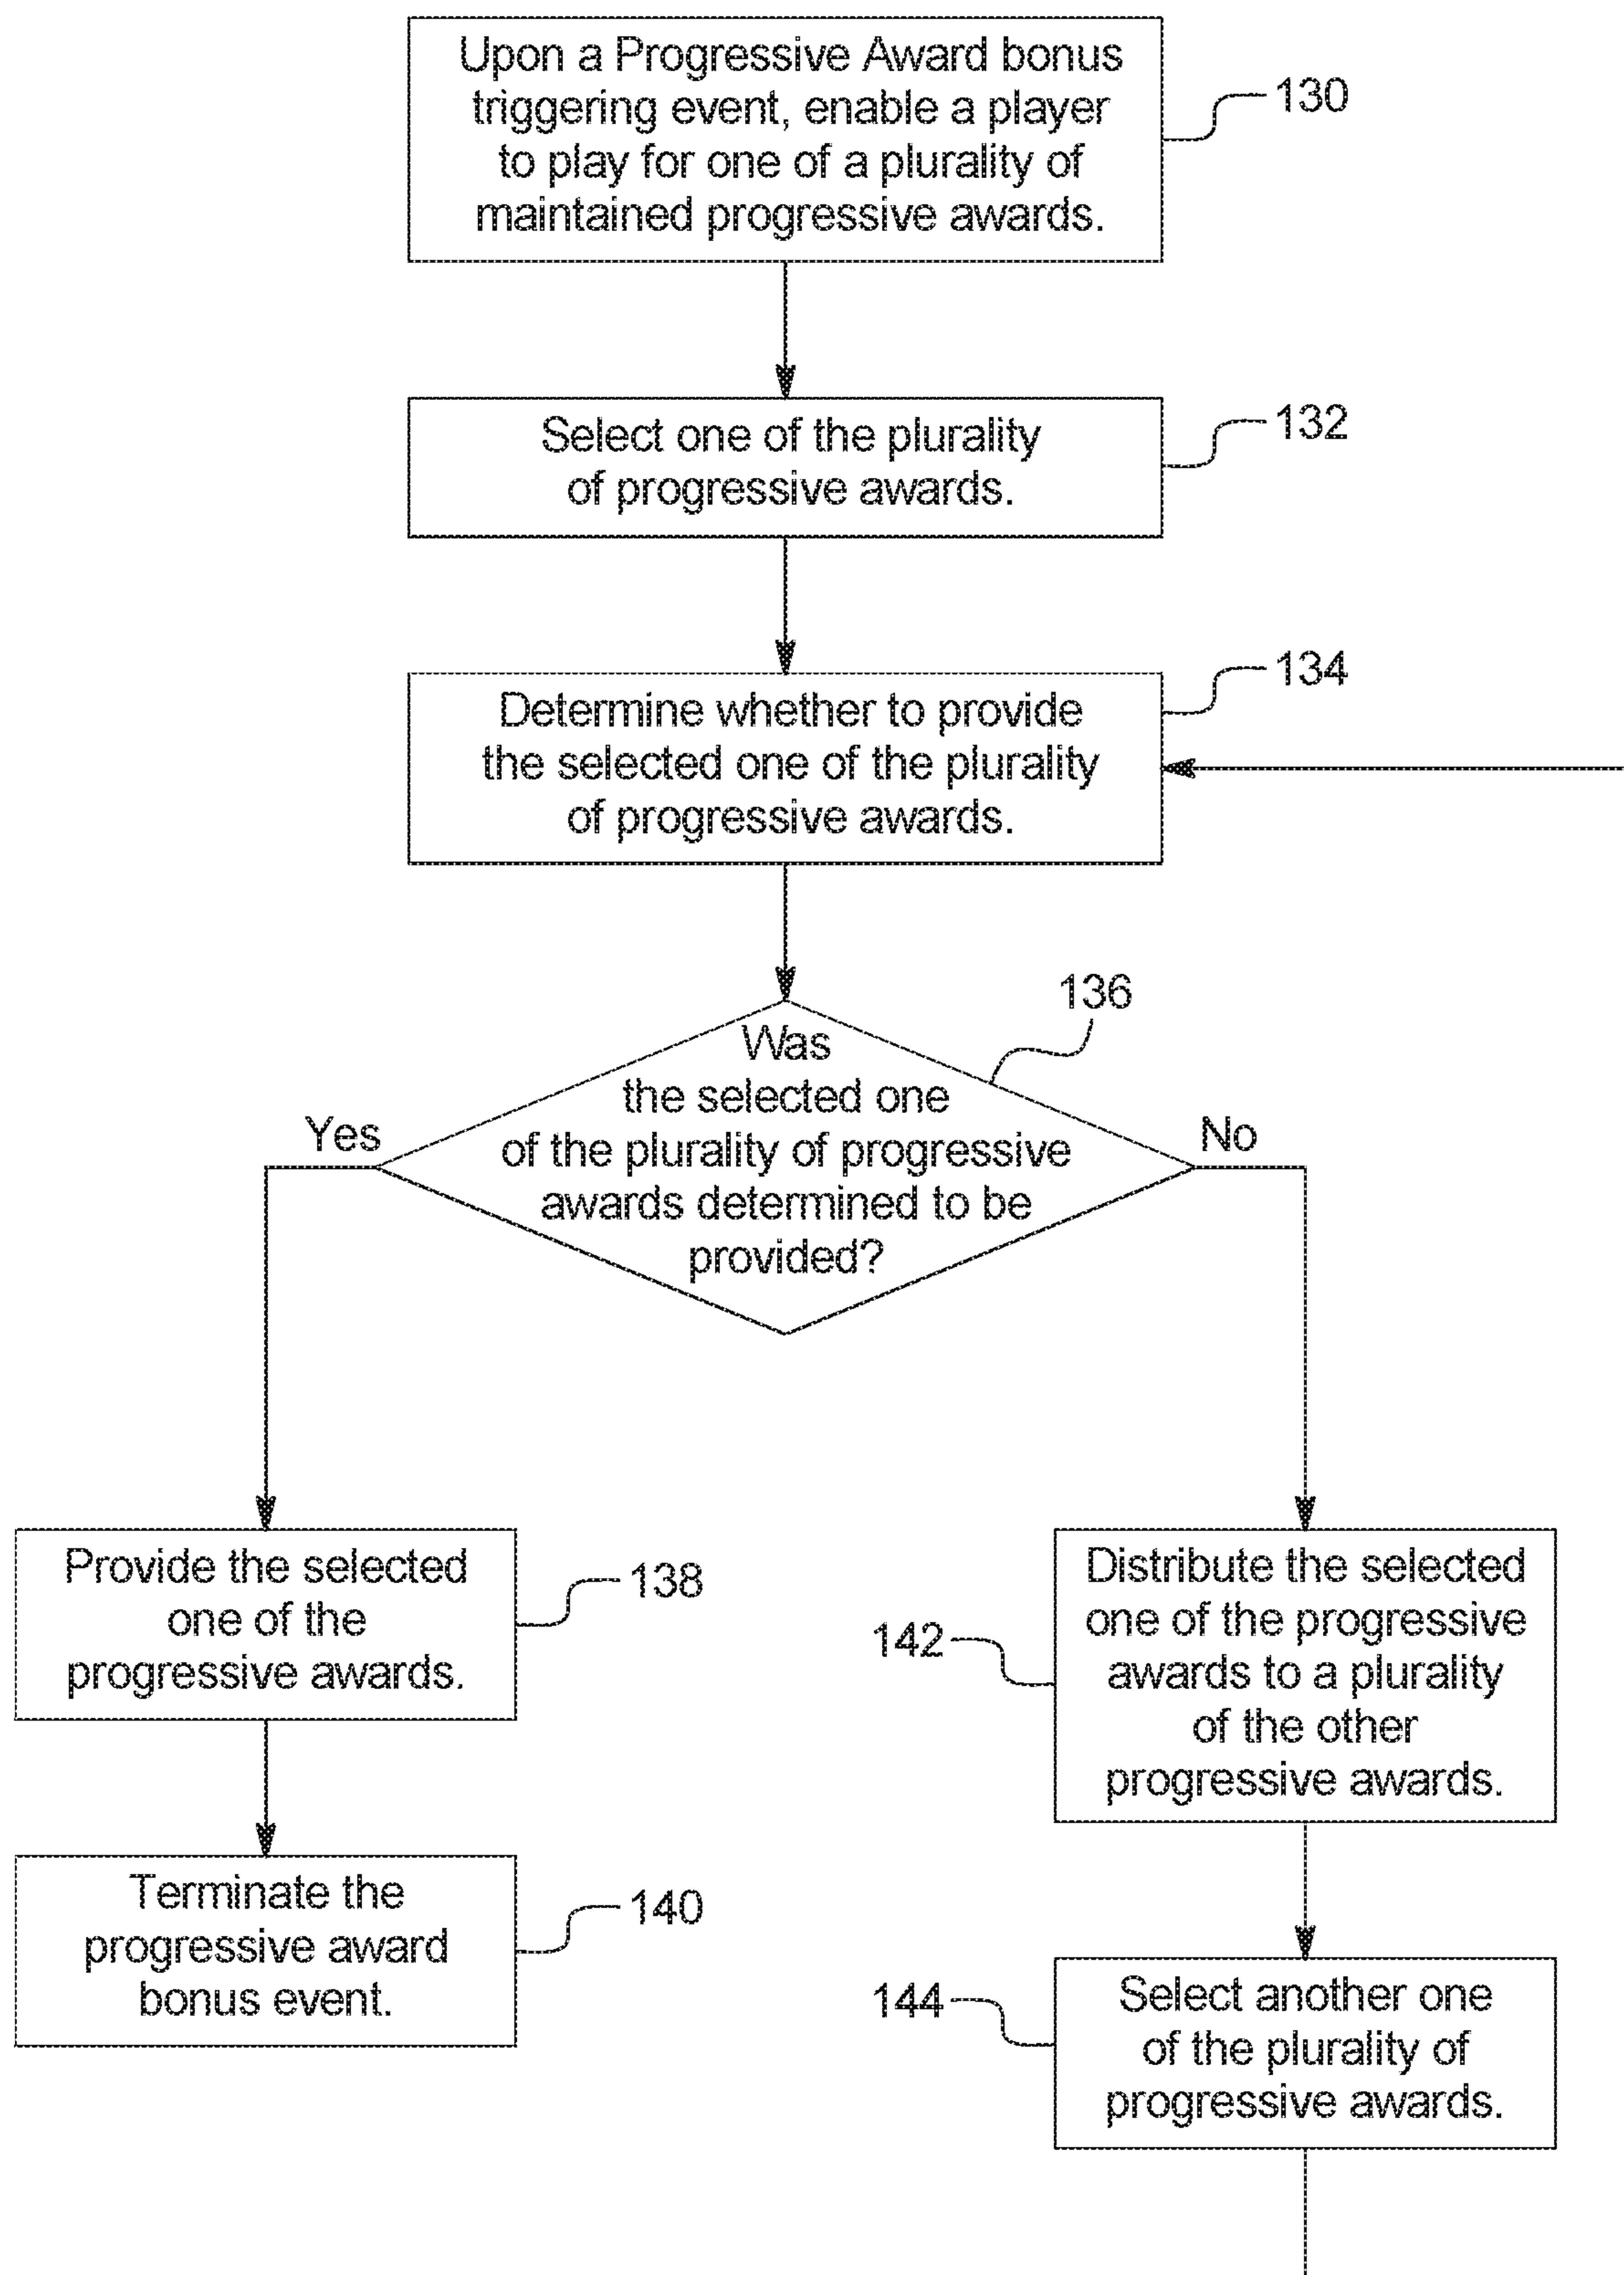 Upon a Progressive Award bonus
triggering event, enable a player
to play for one of a plurality of
maintained progressive awards.
130
Select one of the plurality
of progressive awards.
132
Determine whether to provide
the selected one of the plurality
of progressive awards.
134
136
Was
the selected one
of the plurality of progressive
awards determined to be
provided?
Yes
No
Provide the selected
one of the
progressive awards.
138
Terminate the
progressive award
bonus event.
140
142
Distribute the selected
one of the progressive
awards to a plurality
of the other
progressive awards.
144
Select another one
of the plurality of
progressive awards.